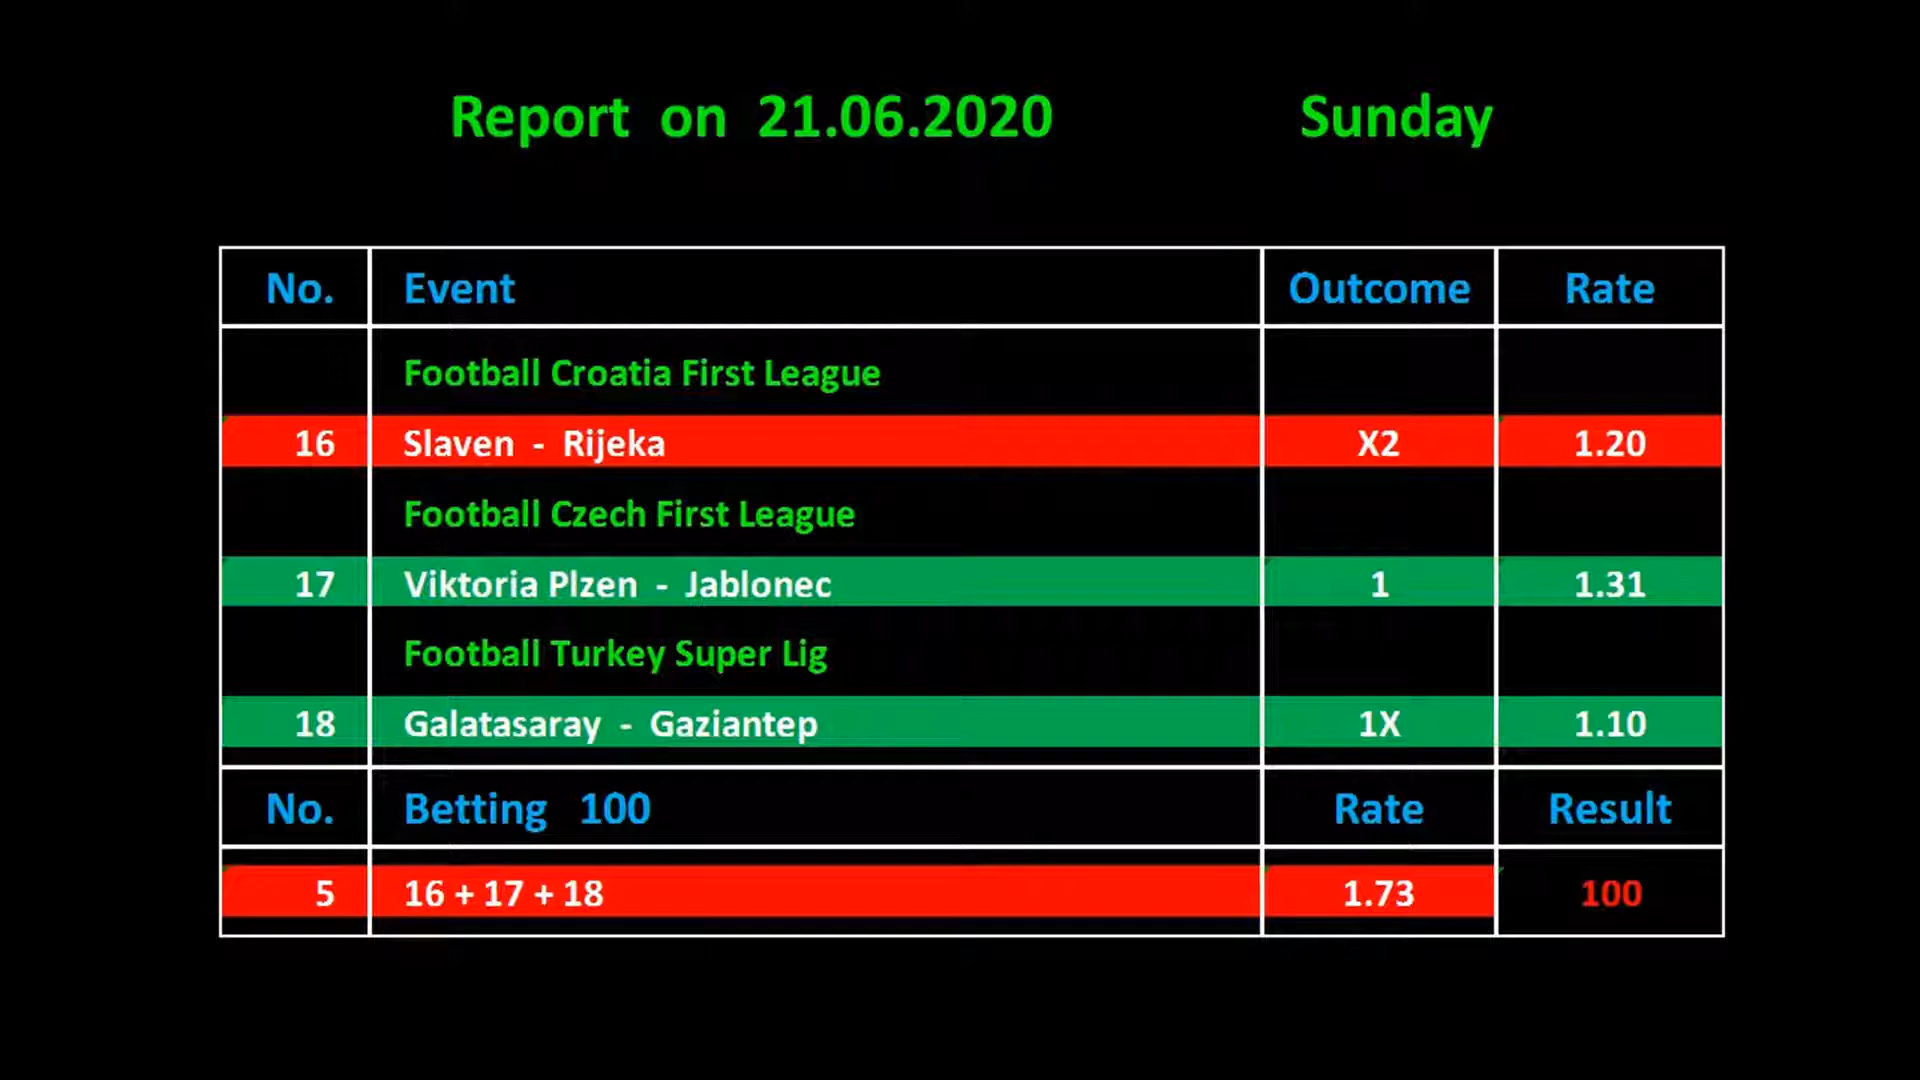 Report on 21.06.2020 Sunday
No. Event Outcome Rate
Football Croatia First League
16 Slaven - Rijeka X2 1.20
Football Czech First League
17 Viktoria Plzen - Jablonec 1 1.31
Football Turkey Super Lig
18 Galatasaray - Gaziantep 1X 1.10
No. Betting 100 Rate Result
5 16 + 17 + 18 1.73 100